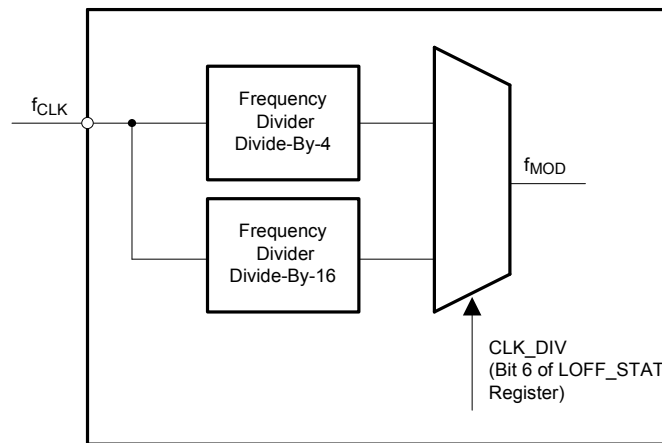 fCLK
Frequency
Divider
Divide-By-4
fMOD
Frequency
Divider
Divide-By-16
CLK_DIV
(Bit 6 of LOFF_STAT
Register)